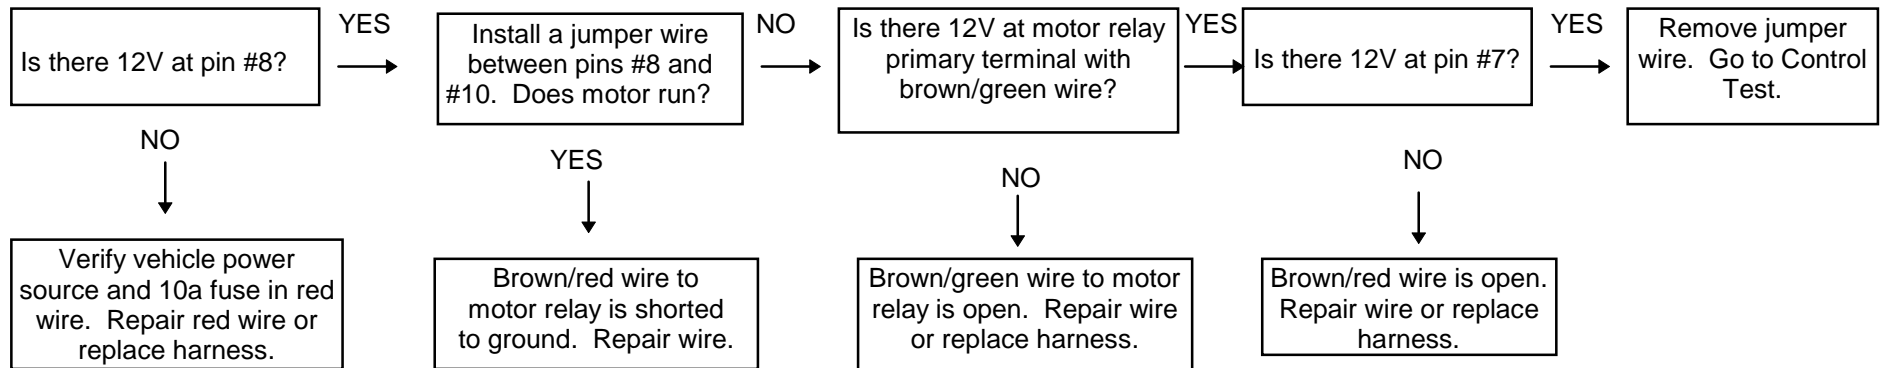 Is there 12V at pin #8?
YES
Install a jumper wire
between pins #8 and
#10.  Does motor run?
NO
Is there 12V at motor relay
primary terminal with
brown/green wire?
YES
Is there 12V at pin #7?
YES
Remove jumper
wire.  Go to Control
Test.
NO
Verify vehicle power
source and 10a fuse in red
wire.  Repair red wire or
replace harness.
YES
Brown/red wire to
motor relay is shorted
to ground.  Repair wire.
NO
Brown/green wire to motor
relay is open.  Repair wire
or replace harness.
NO
Brown/red wire is open.
Repair wire or replace
harness.